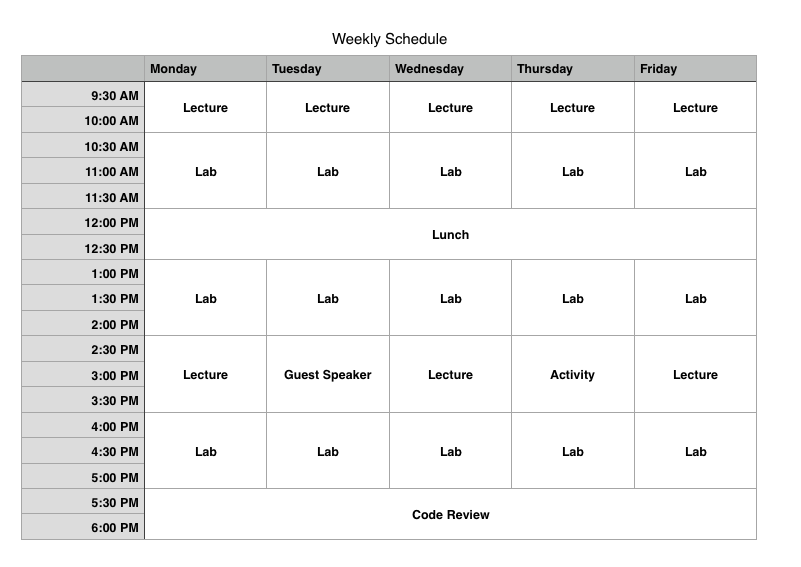 Weekly Schedule
Monday Tuesday Wednesday Thursday Friday
9:30 AM
Lecture Lecture Lecture Lecture Lecture
10:00 AM
10:30 AM
11:00 AM Lab Lab Lab Lab Lab
11:30 AM
12:00 PM
Lunch
12:30 PM
1:00 PM
1:30 PM Lab Lab Lab Lab Lab
2:00 PM
2:30 PM
3:00 PM Lecture Guest Speaker Lecture Activity Lecture
3:30 PM
4:00 PM
4:30 PM Lab Lab Lab Lab Lab
5:00 PM
5:30 PM
Code Review
6:00 PM